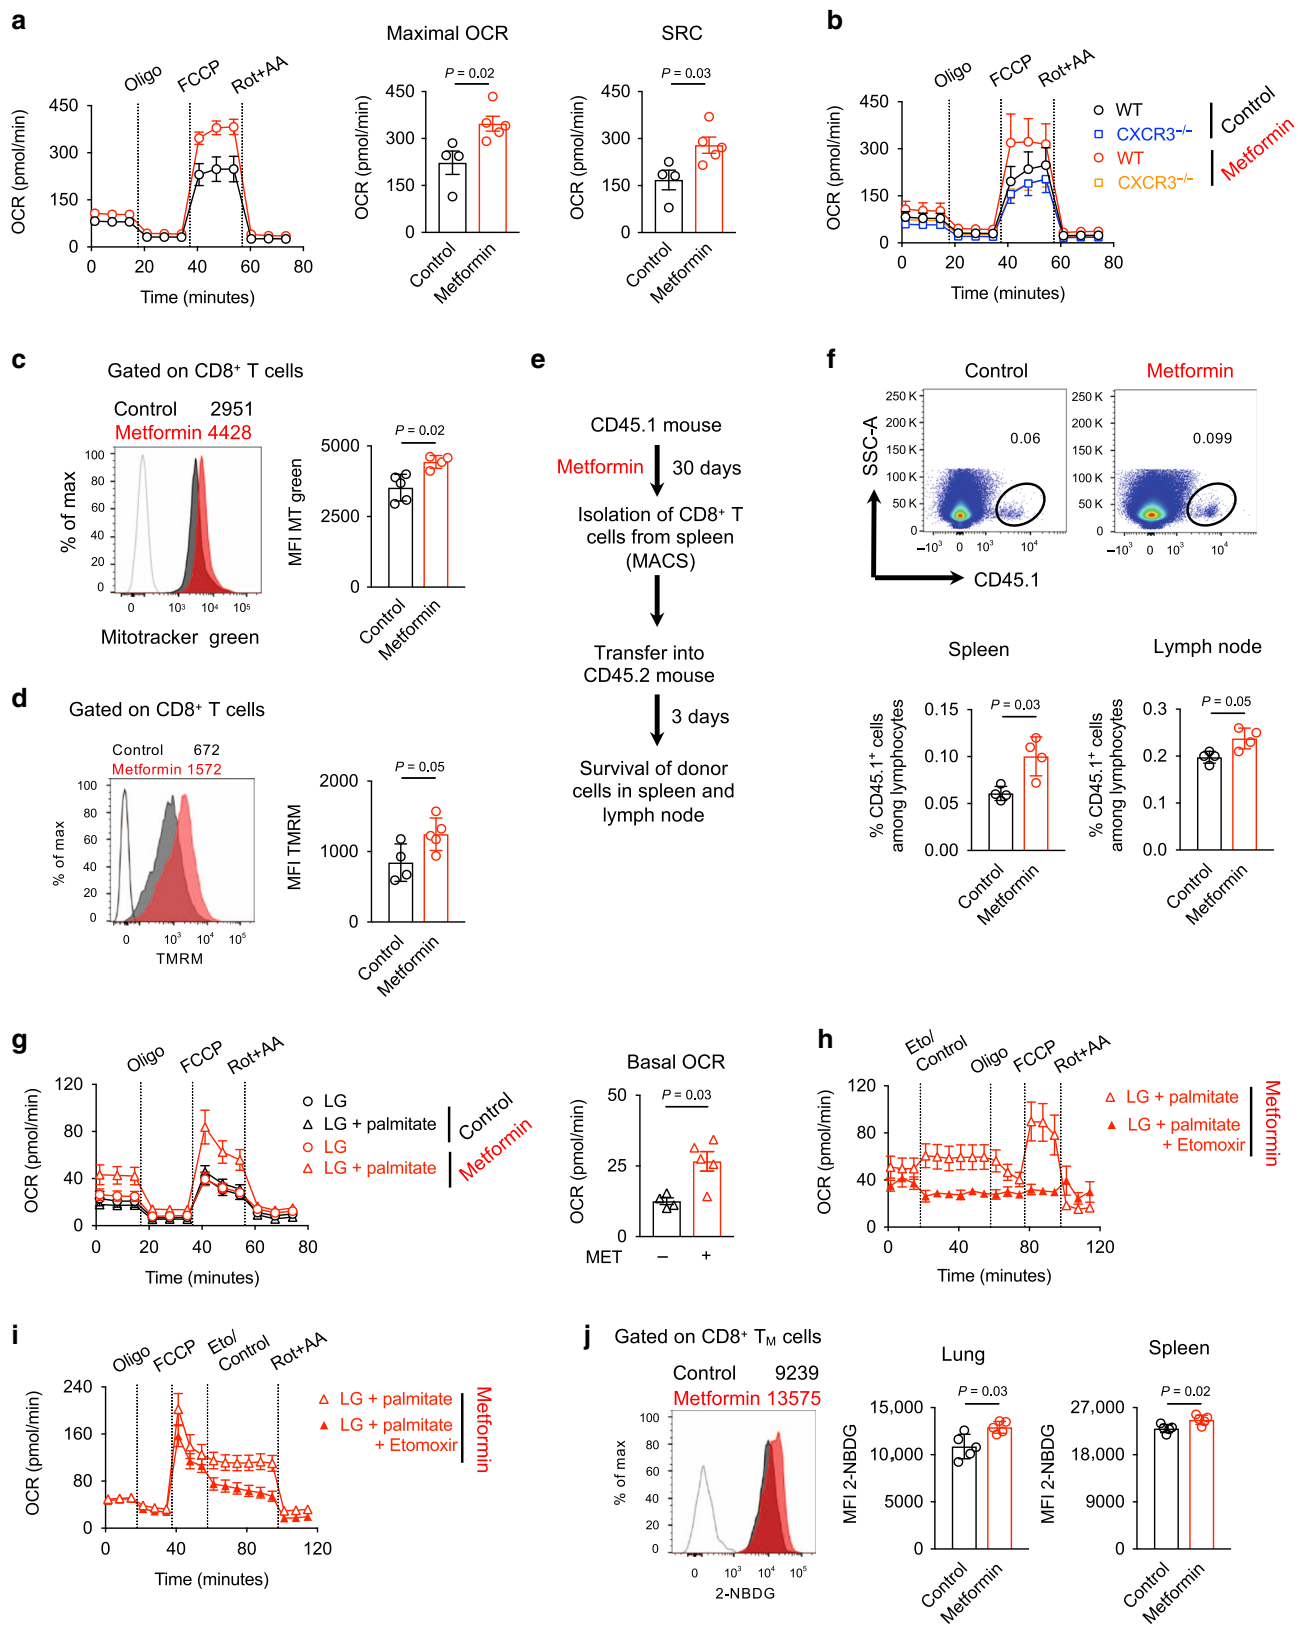 a
Oligo
FCCP
Rot+AA
OCR (pmol/min)
450
300
150
0
0
20
40
60
80
Time (minutes)
Maximal OCR
P = 0.02
OCR (pmol/min)
450
300
150
0
Control
Metformin
SRC
P = 0.03
OCR (pmol/min)
450
300
150
0
Control
Metformin
b
Oligo
FCCP
Rot+AA
OCR (pmol/min)
450
300
150
0
0
20
40
60
80
Time (minutes)
WT
CXCR3⁻/⁻
Control
WT
CXCR3⁻/⁻
Metformin
c
Gated on CD8⁺ T cells
Control 2951
Metformin 4428
% of max
100
80
60
40
20
0
0
10³
10⁴
10⁵
Mitotracker green
P = 0.02
MFI MT green
5000
2500
0
Control
Metformin
d
Gated on CD8⁺ T cells
Control 672
Metformin 1572
% of max
100
80
60
40
20
0
0
10³
10⁴
10⁵
TMRM
P = 0.05
MFI TMRM
2000
1000
0
Control
Metformin
e
CD45.1 mouse
Metformin
30 days
Isolation of CD8⁺ T
cells from spleen
(MACS)
Transfer into
CD45.2 mouse
3 days
Survival of donor
cells in spleen and
lymph node
f
Control
Metformin
SSC-A
250 K
200 K
150 K
100 K
50 K
0
0.06
−10³
0
10³
10⁴
250 K
200 K
150 K
100 K
50 K
0
0.099
−10³
0
10³
10⁴
CD45.1
Spleen
P = 0.03
% CD45.1⁺ cells
among lymphocytes
0.15
0.10
0.05
0.00
Control
Metformin
Lymph node
P = 0.05
% CD45.1⁺ cells
among lymphocytes
0.3
0.2
0.1
0.0
Control
Metformin
g
Oligo
FCCP
Rot+AA
OCR (pmol/min)
120
80
40
0
0
20
40
60
80
Time (minutes)
LG
LG + palmitate
Control
LG
LG + palmitate
Metformin
Basal OCR
P = 0.03
OCR (pmol/min)
50
25
0
MET − +
h
Eto/
Control
Oligo
FCCP
Rot+AA
OCR (pmol/min)
120
80
40
0
0
40
80
120
Time (minutes)
LG + palmitate
LG + palmitate
+ Etomoxir
Metformin
i
Oligo
FCCP
Eto/
Control
Rot+AA
OCR (pmol/min)
240
160
80
0
0
40
80
120
Time (minutes)
LG + palmitate
LG + palmitate
+ Etomoxir
Metformin
j
Gated on CD8⁺ T_M cells
Control 9239
Metformin 13575
% of max
100
80
60
40
20
0
0
10³
10⁴
10⁵
2-NBDG
Lung
P = 0.03
MFI 2-NBDG
15,000
10,000
5000
0
Control
Metformin
Spleen
P = 0.02
MFI 2-NBDG
27,000
18,000
9000
0
Control
Metformin